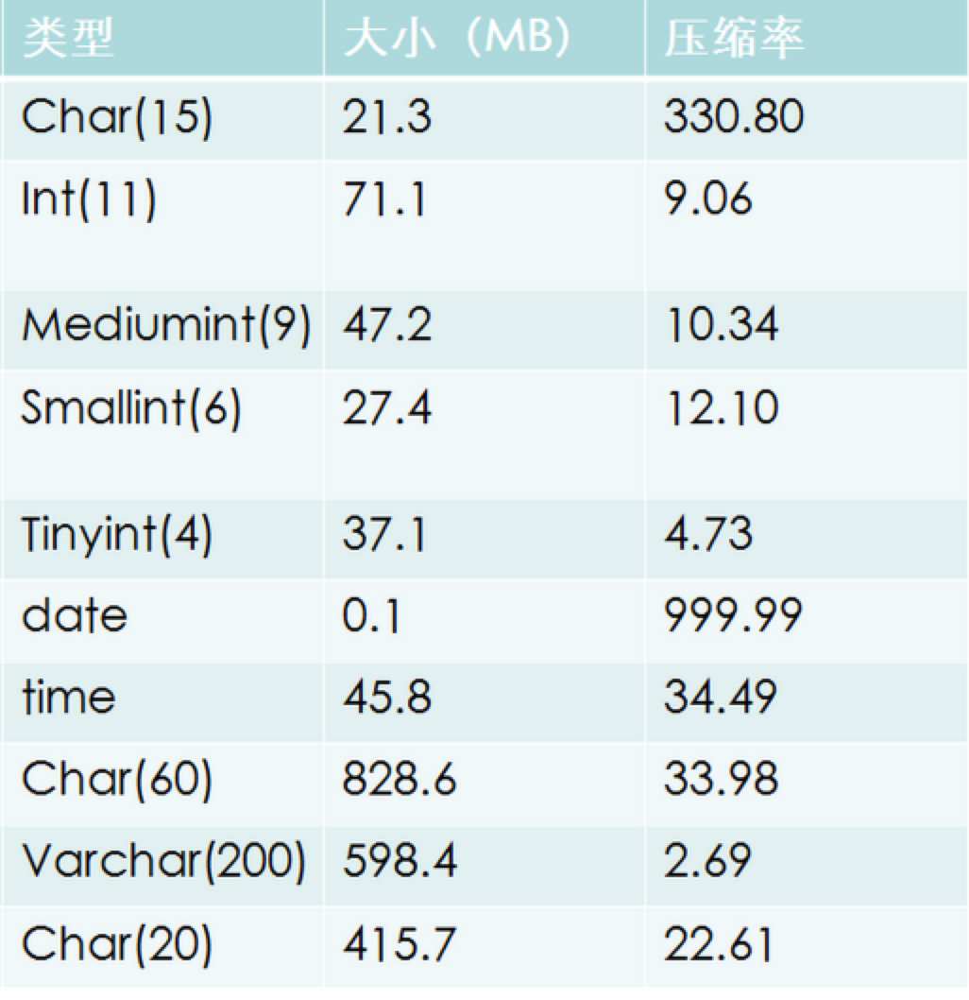 类型 大小（MB） 压缩率
Char(15) 21.3 330.80
Int(11) 71.1 9.06
Mediumint(9) 47.2 10.34
Smallint(6) 27.4 12.10
Tinyint(4) 37.1 4.73
date 0.1 999.99
time 45.8 34.49
Char(60) 828.6 33.98
Varchar(200) 598.4 2.69
Char(20) 415.7 22.61